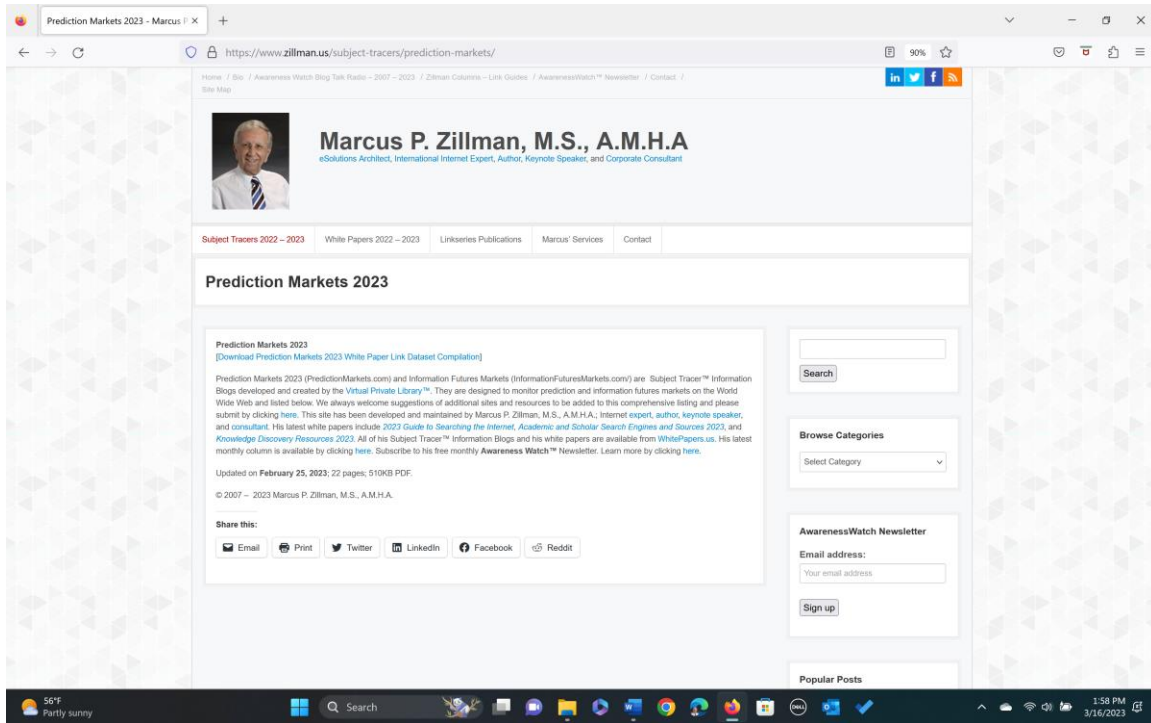 Prediction Markets 2023 - Marcus P
https://www.zillman.us/subject-tracers/prediction-markets/
90%
Home / Bio / Awareness Watch Blog Talk Radio – 2007 – 2023 / Zillman Columns – Link Guides / AwarenessWatch™ Newsletter / Contact /
Site Map
Marcus P. Zillman, M.S., A.M.H.A
eSolutions Architect, International Internet Expert, Author, Keynote Speaker, and Corporate Consultant
Subject Tracers 2022 – 2023
White Papers 2022 – 2023
Linkseries Publications
Marcus' Services
Contact
Prediction Markets 2023
Prediction Markets 2023
[Download Prediction Markets 2023 White Paper Link Dataset Compilation]
Prediction Markets 2023 (PredictionMarkets.com) and Information Futures Markets (InformationFuturesMarkets.com/) are Subject Tracer™ Information
Blogs developed and created by the Virtual Private Library™. They are designed to monitor prediction and information futures markets on the World
Wide Web and listed below. We always welcome suggestions of additional sites and resources to be added to this comprehensive listing and please
submit by clicking here. This site has been developed and maintained by Marcus P. Zillman, M.S., A.M.H.A.; Internet expert, author, keynote speaker,
and consultant. His latest white papers include 2023 Guide to Searching the Internet, Academic and Scholar Search Engines and Sources 2023, and
Knowledge Discovery Resources 2023. All of his Subject Tracer™ Information Blogs and his white papers are available from WhitePapers.us. His latest
monthly column is available by clicking here. Subscribe to his free monthly Awareness Watch™ Newsletter. Learn more by clicking here.
Updated on February 25, 2023; 22 pages; 510KB PDF.
© 2007 – 2023 Marcus P. Zillman, M.S., A.M.H.A.
Share this:
Email
Print
Twitter
LinkedIn
Facebook
Reddit
Search
Browse Categories
Select Category
AwarenessWatch Newsletter
Email address:
Your email address
Sign up
Popular Posts
56°F
Partly sunny
Search
DELL
1:58 PM
3/16/2023